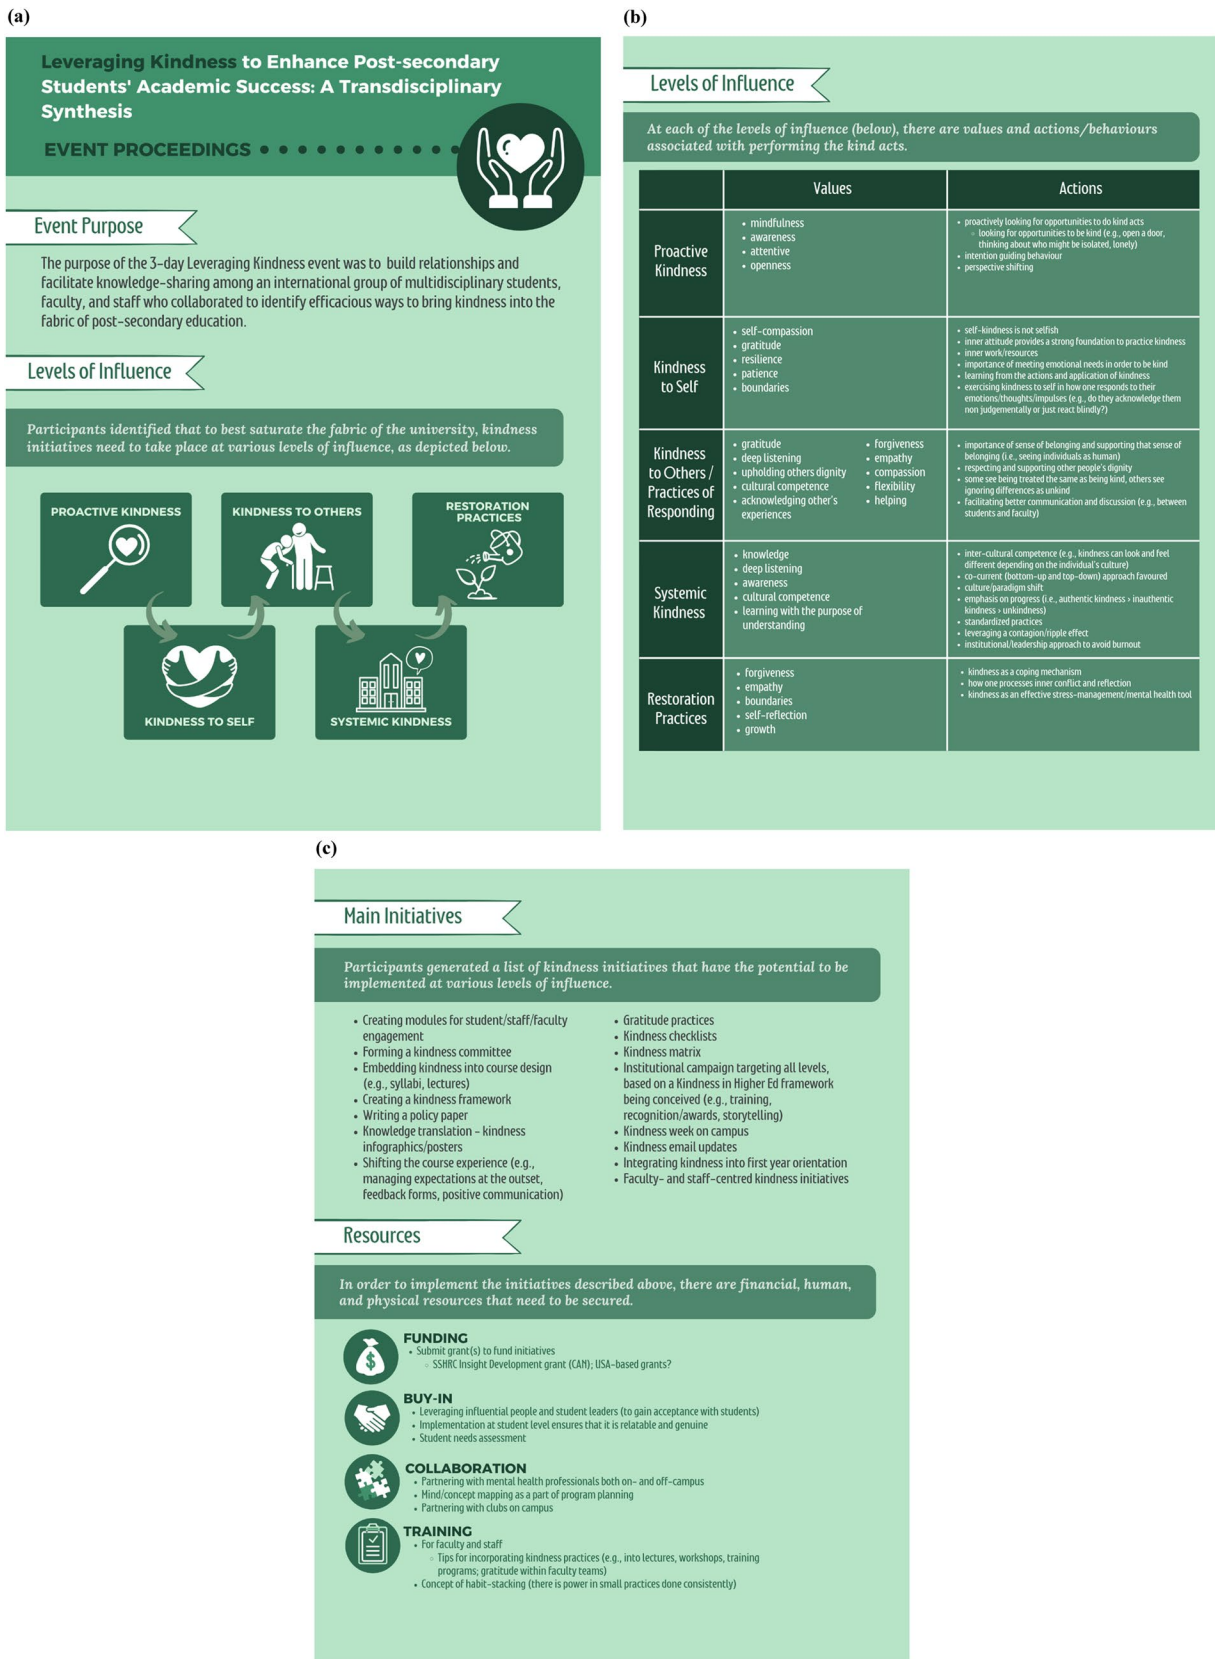 (a)
Leveraging Kindness to Enhance Post-secondary
Students' Academic Success: A Transdisciplinary
Synthesis
EVENT PROCEEDINGS
Event Purpose
The purpose of the 3-day Leveraging Kindness event was to build relationships and
facilitate knowledge-sharing among an international group of multidisciplinary students,
faculty, and staff who collaborated to identify efficacious ways to bring kindness into the
fabric of post-secondary education.
Levels of Influence
Participants identified that to best saturate the fabric of the university, kindness
initiatives need to take place at various levels of influence, as depicted below.
PROACTIVE KINDNESS
KINDNESS TO OTHERS
RESTORATION
PRACTICES
KINDNESS TO SELF
SYSTEMIC KINDNESS
(b)
Levels of Influence
At each of the levels of influence (below), there are values and actions/behaviours
associated with performing the kind acts.
Values
Actions
Proactive
Kindness
• mindfulness
• awareness
• attentive
• openness
• proactively looking for opportunities to do kind acts
◦ looking for opportunities to be kind (e.g., open a door,
thinking about who might be isolated, lonely)
• intention guiding behaviour
• perspective shifting
Kindness
to Self
• self-compassion
• gratitude
• resilience
• patience
• boundaries
• self-kindness is not selfish
• inner attitude provides a strong foundation to practice kindness
• inner work/resources
• importance of meeting emotional needs in order to be kind
• learning from the actions and application of kindness
• exercising kindness to self in how one responds to their
emotions/thoughts/impulses (e.g., do they acknowledge them
non judgementally or just react blindly?)
Kindness
to Others /
Practices of
Responding
• gratitude
• deep listening
• upholding others dignity
• cultural competence
• acknowledging other's
experiences
• forgiveness
• empathy
• compassion
• flexibility
• helping
• importance of sense of belonging and supporting that sense of
belonging (i.e., seeing individuals as human)
• respecting and supporting other people's dignity
• some see being treated the same as being kind, others see
ignoring differences as unkind
• facilitating better communication and discussion (e.g., between
students and faculty)
Systemic
Kindness
• knowledge
• deep listening
• awareness
• cultural competence
• learning with the purpose of
understanding
• inter-cultural competence (e.g., kindness can look and feel
different depending on the individual's culture)
• co-current (bottom-up and top-down) approach favoured
• culture/paradigm shift
• emphasis on progress (i.e., authentic kindness > inauthentic
kindness > unkindness)
• standardized practices
• leveraging a contagion/ripple effect
• institutional/leadership approach to avoid burnout
Restoration
Practices
• forgiveness
• empathy
• boundaries
• self-reflection
• growth
• kindness as a coping mechanism
• how one processes inner conflict and reflection
• kindness as an effective stress-management/mental health tool
(c)
Main Initiatives
Participants generated a list of kindness initiatives that have the potential to be
implemented at various levels of influence.
• Creating modules for student/staff/faculty
engagement
• Forming a kindness committee
• Embedding kindness into course design
(e.g., syllabi, lectures)
• Creating a kindness framework
• Writing a policy paper
• Knowledge translation - kindness
infographics/posters
• Shifting the course experience (e.g.,
managing expectations at the outset,
feedback forms, positive communication)
• Gratitude practices
• Kindness checklists
• Kindness matrix
• Institutional campaign targeting all levels,
based on a Kindness in Higher Ed framework
being conceived (e.g., training,
recognition/awards, storytelling)
• Kindness week on campus
• Kindness email updates
• Integrating kindness into first year orientation
• Faculty- and staff-centred kindness initiatives
Resources
In order to implement the initiatives described above, there are financial, human,
and physical resources that need to be secured.
$
FUNDING
• Submit grant(s) to fund initiatives
◦ SSHRC Insight Development grant (CAN); USA-based grants?
BUY-IN
• Leveraging influential people and student leaders (to gain acceptance with students)
• Implementation at student level ensures that it is relatable and genuine
• Student needs assessment
COLLABORATION
• Partnering with mental health professionals both on- and off-campus
• Mind/concept mapping as a part of program planning
• Partnering with clubs on campus
TRAINING
• For faculty and staff
◦ Tips for incorporating kindness practices (e.g., into lectures, workshops, training
programs; gratitude within faculty teams)
• Concept of habit-stacking (there is power in small practices done consistently)